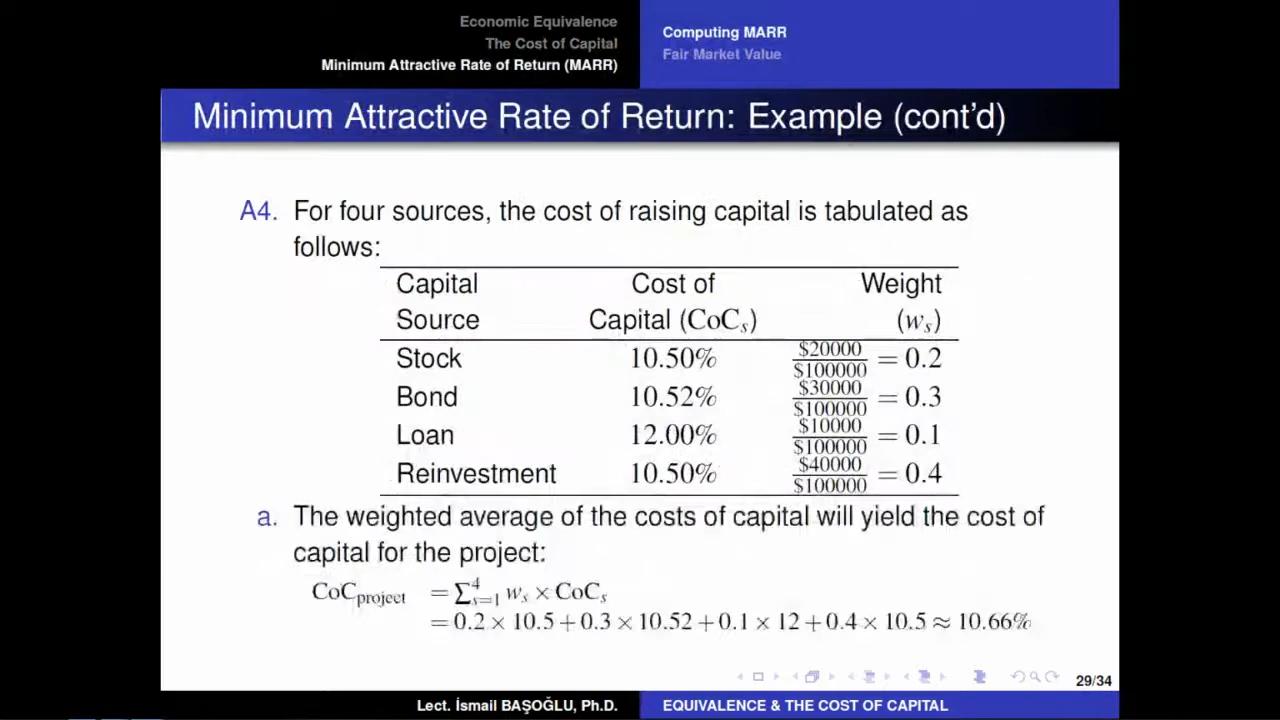 Economic Equivalence
The Cost of Capital
Minimum Attractive Rate of Return (MARR)
Computing MARR
Fair Market Value
Minimum Attractive Rate of Return: Example (cont'd)
A4. For four sources, the cost of raising capital is tabulated as
follows:
Capital Source Cost of Capital (CoCₛ) Weight (wₛ)
Stock 10.50% $20000/$100000 = 0.2
Bond 10.52% $30000/$100000 = 0.3
Loan 12.00% $10000/$100000 = 0.1
Reinvestment 10.50% $40000/$100000 = 0.4
a. The weighted average of the costs of capital will yield the cost of
capital for the project:
CoC_project = ∑⁴ₛ₌₁ wₛ × CoCₛ
= 0.2 × 10.5 + 0.3 × 10.52 + 0.1 × 12 + 0.4 × 10.5 ≈ 10.66%
29/34
Lect. İsmail BAŞOĞLU, Ph.D.
EQUIVALENCE & THE COST OF CAPITAL